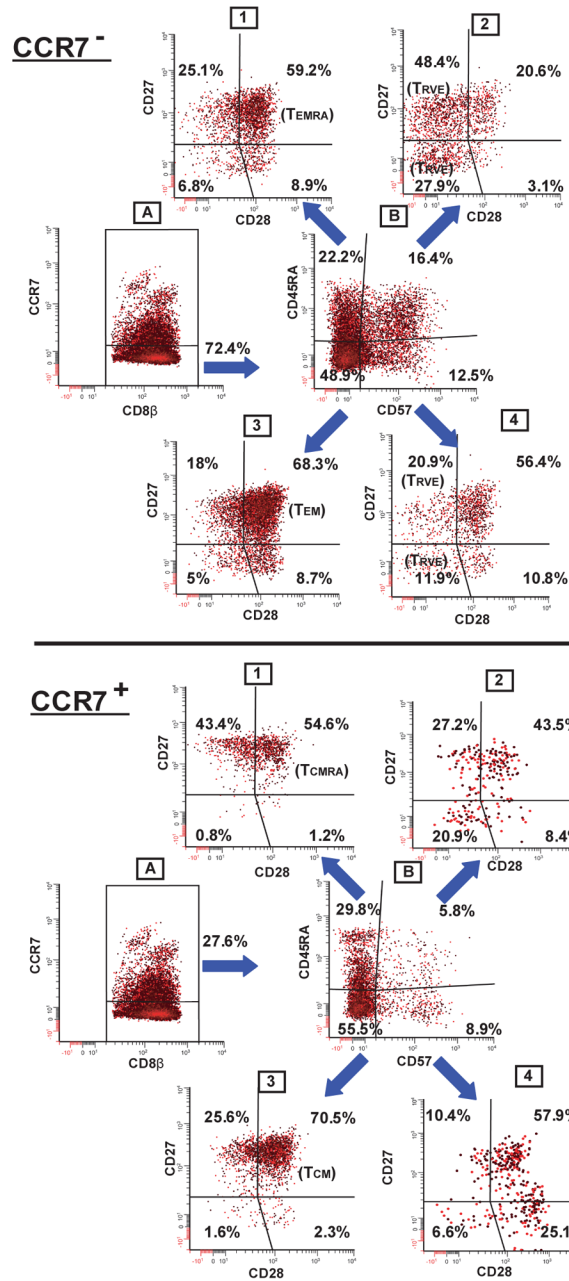 CCR7 -
1
25.1% 59.2%
(TEMRA)
6.8% 8.9%
CD27
CD28
2
48.4% 20.6%
(TRVE)
(TRVE)
27.9% 3.1%
CD27
CD28
A
CCR7
72.4%
CD8β
B
22.2% 16.4%
CD45RA
48.9% 12.5%
CD57
3
18% 68.3%
(TEM)
5% 8.7%
CD27
CD28
4
20.9% 56.4%
(TRVE)
(TRVE)
11.9% 10.8%
CD27
CD28
CCR7 +
1
43.4% 54.6%
(TCMRA)
0.8% 1.2%
CD27
CD28
2
27.2% 43.5%
20.9% 8.4%
CD27
CD28
A
CCR7
27.6%
CD8β
B
29.8% 5.8%
CD45RA
55.5% 8.9%
CD57
3
25.6% 70.5%
(TCM)
1.6% 2.3%
CD27
CD28
4
10.4% 57.9%
6.6% 25.1
CD27
CD28